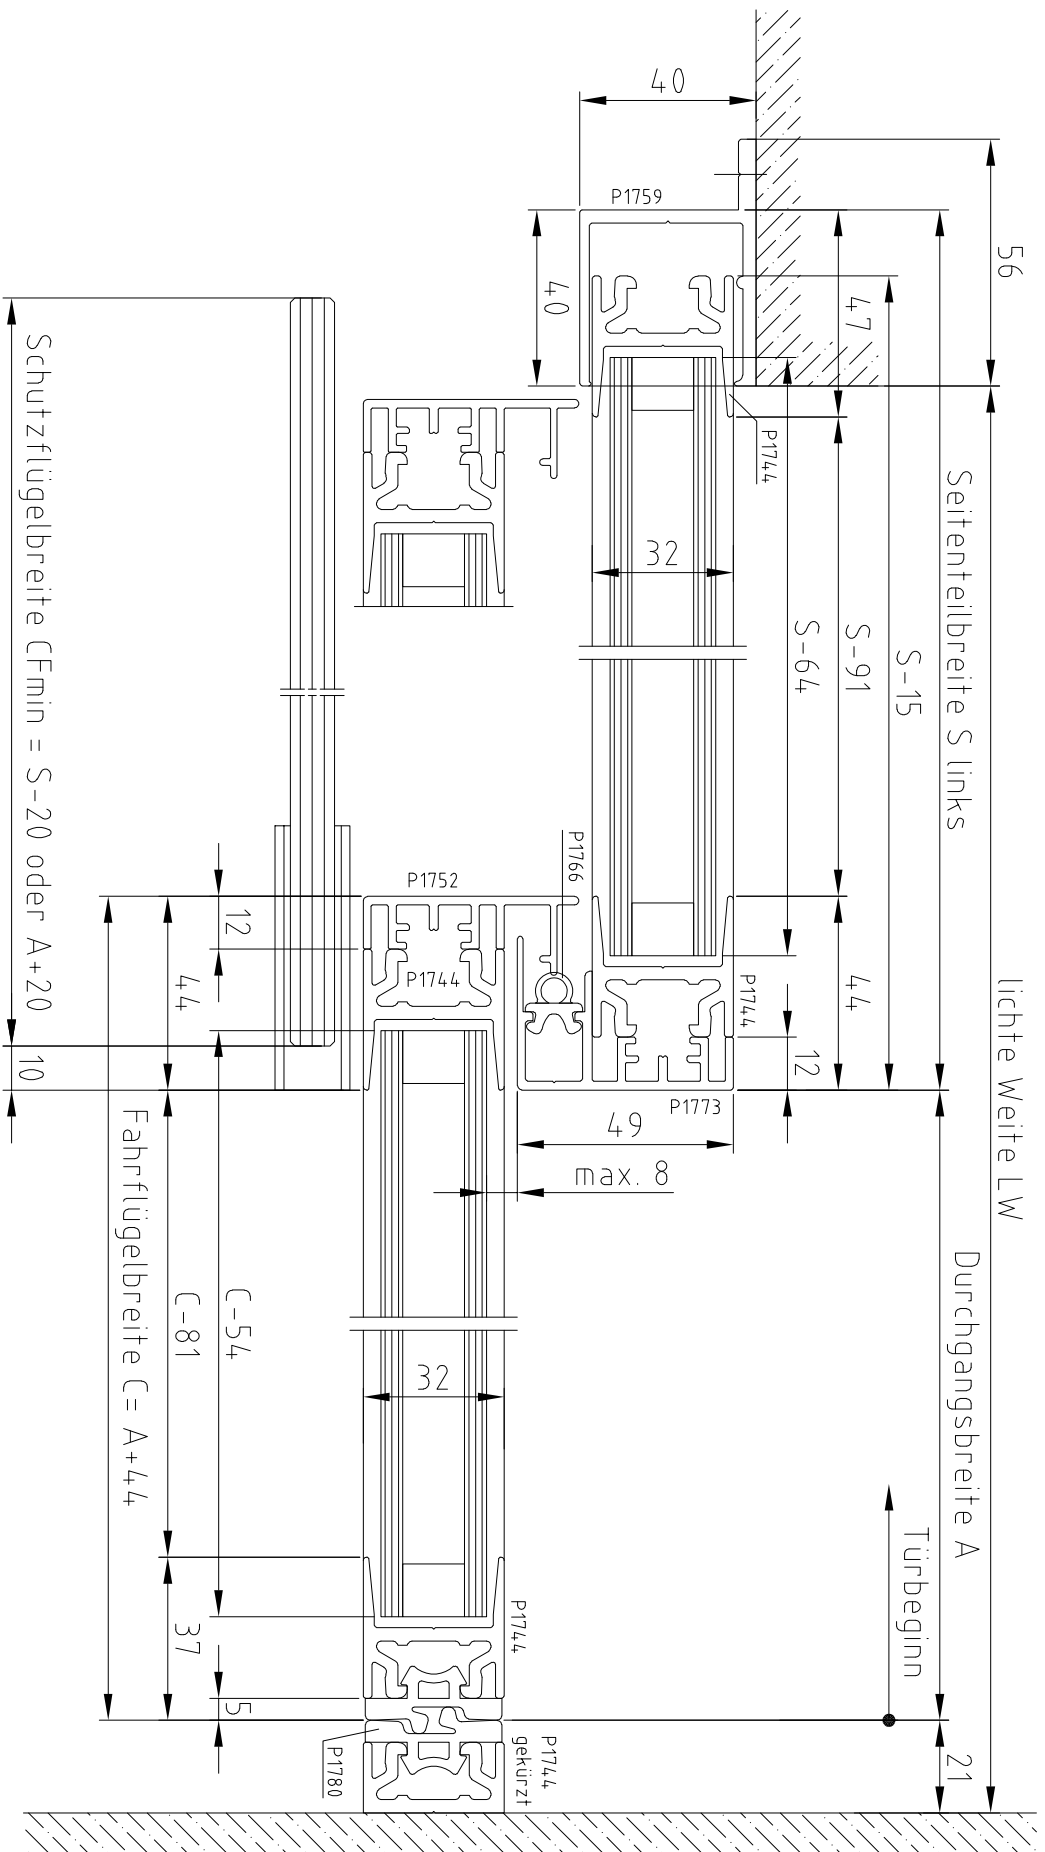 40
P1759
56
40
47
P1744
Seitenteilbreite S links
32
S-64
S-91
S-15
P1766
P1752
P1744
P1744
12
44
12
44
10
Schutzflügelbreite CFmin = S-20 oder A+20
P1773
49
max. 8
lichte Weite LW
Durchgangsbreite A
Fahrflügelbreite C= A+44
C-54
C-81
32
Türbeginn
P1744
37
5
P1780
P1744
gekürzt
21